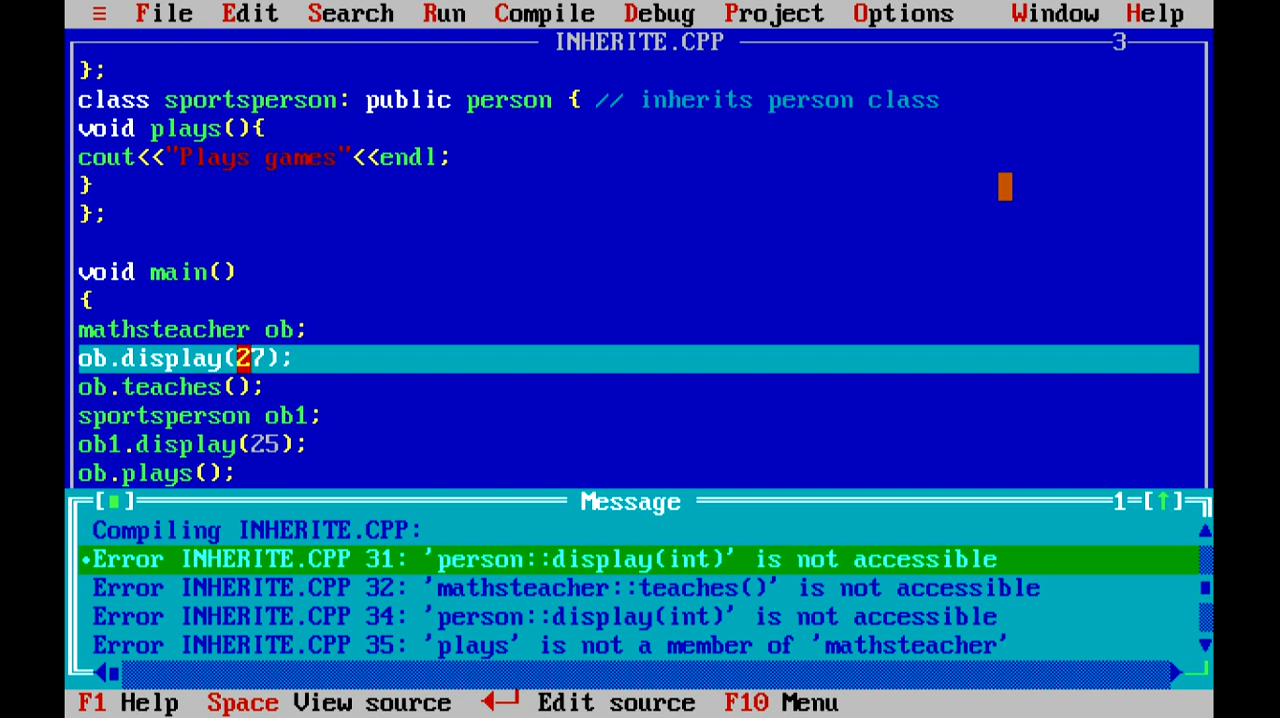 ≡ File Edit Search Run Compile Debug Project Options Window Help
INHERITE.CPP 3
};
class sportsperson: public person { // inherits person class
void plays(){
cout<<"Plays games"<<endl;
}
};
void main()
{
mathsteacher ob;
ob.display(27);
ob.teaches();
sportsperson ob1;
ob1.display(25);
ob.plays();
Message 1=[↑]
Compiling INHERITE.CPP:
•Error INHERITE.CPP 31: 'person::display(int)' is not accessible
Error INHERITE.CPP 32: 'mathsteacher::teaches()' is not accessible
Error INHERITE.CPP 34: 'person::display(int)' is not accessible
Error INHERITE.CPP 35: 'plays' is not a member of 'mathsteacher'
F1 Help Space View source ◄┘ Edit source F10 Menu